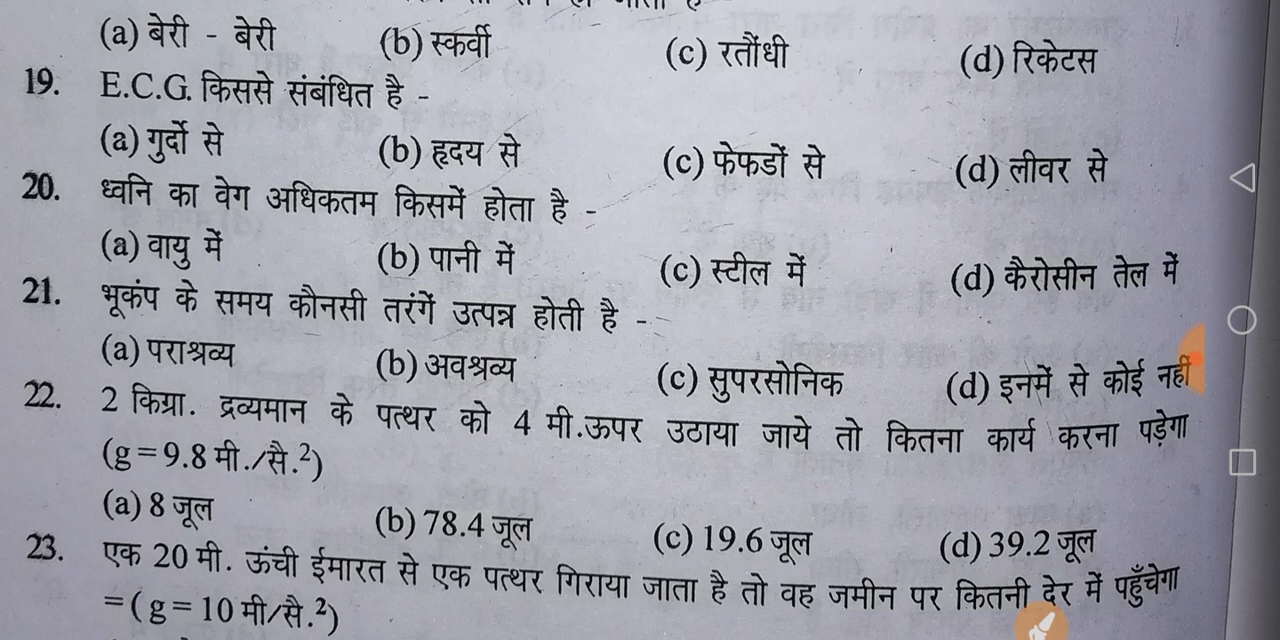 (a) बेरी - बेरी (b) स्कर्वी (c) रतौंधी (d) रिकेटस
19. E.C.G. किससे संबंधित है -
(a) गुर्दो से (b) हृदय से (c) फेफडों से (d) लीवर से
20. ध्वनि का वेग अधिकतम किसमें होता है -
(a) वायु में (b) पानी में (c) स्टील में (d) कैरोसीन तेल में
21. भूकंप के समय कौनसी तरंगें उत्पन्न होती है -
(a) पराश्रव्य (b) अवश्रव्य (c) सुपरसोनिक (d) इनमें से कोई नहीं
22. 2 किग्रा. द्रव्यमान के पत्थर को 4 मी.ऊपर उठाया जाये तो कितना कार्य करना पड़ेगा
(g = 9.8 मी./सै.²)
(a) 8 जूल (b) 78.4 जूल (c) 19.6 जूल (d) 39.2 जूल
23. एक 20 मी. ऊंची ईमारत से एक पत्थर गिराया जाता है तो वह जमीन पर कितनी देर में पहुँचेगा
= ( g = 10 मी/सै.²)